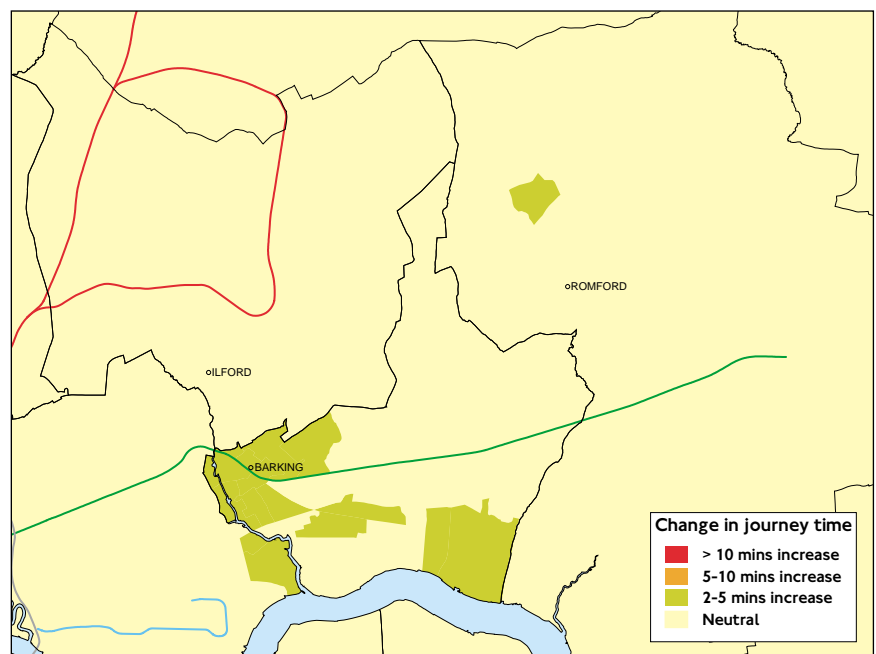 ROMFORD
ILFORD
BARKING
Change in journey time
> 10 mins increase
5-10 mins increase
2-5 mins increase
Neutral